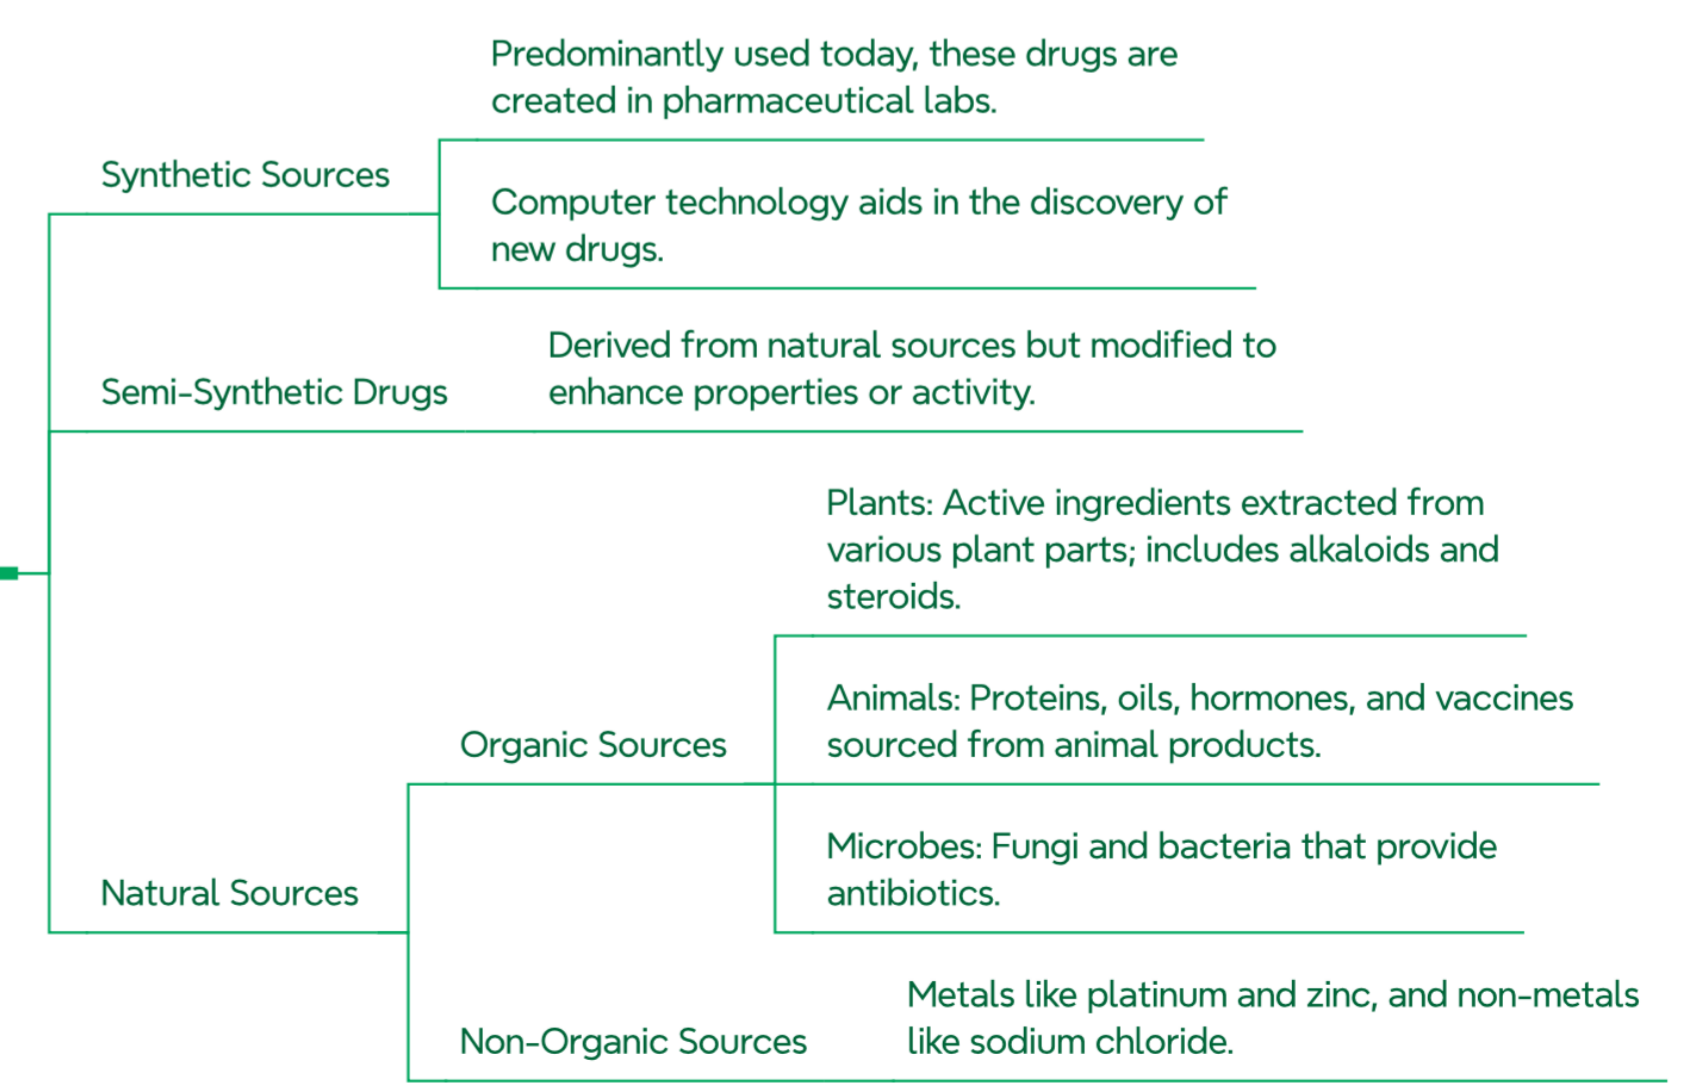 Predominantly used today, these drugs are
created in pharmaceutical labs.
Synthetic Sources
Computer technology aids in the discovery of
new drugs.
Derived from natural sources but modified to
enhance properties or activity.
Semi-Synthetic Drugs
Plants: Active ingredients extracted from
various plant parts; includes alkaloids and
steroids.
Animals: Proteins, oils, hormones, and vaccines
sourced from animal products.
Organic Sources
Microbes: Fungi and bacteria that provide
antibiotics.
Natural Sources
Metals like platinum and zinc, and non-metals
like sodium chloride.
Non-Organic Sources